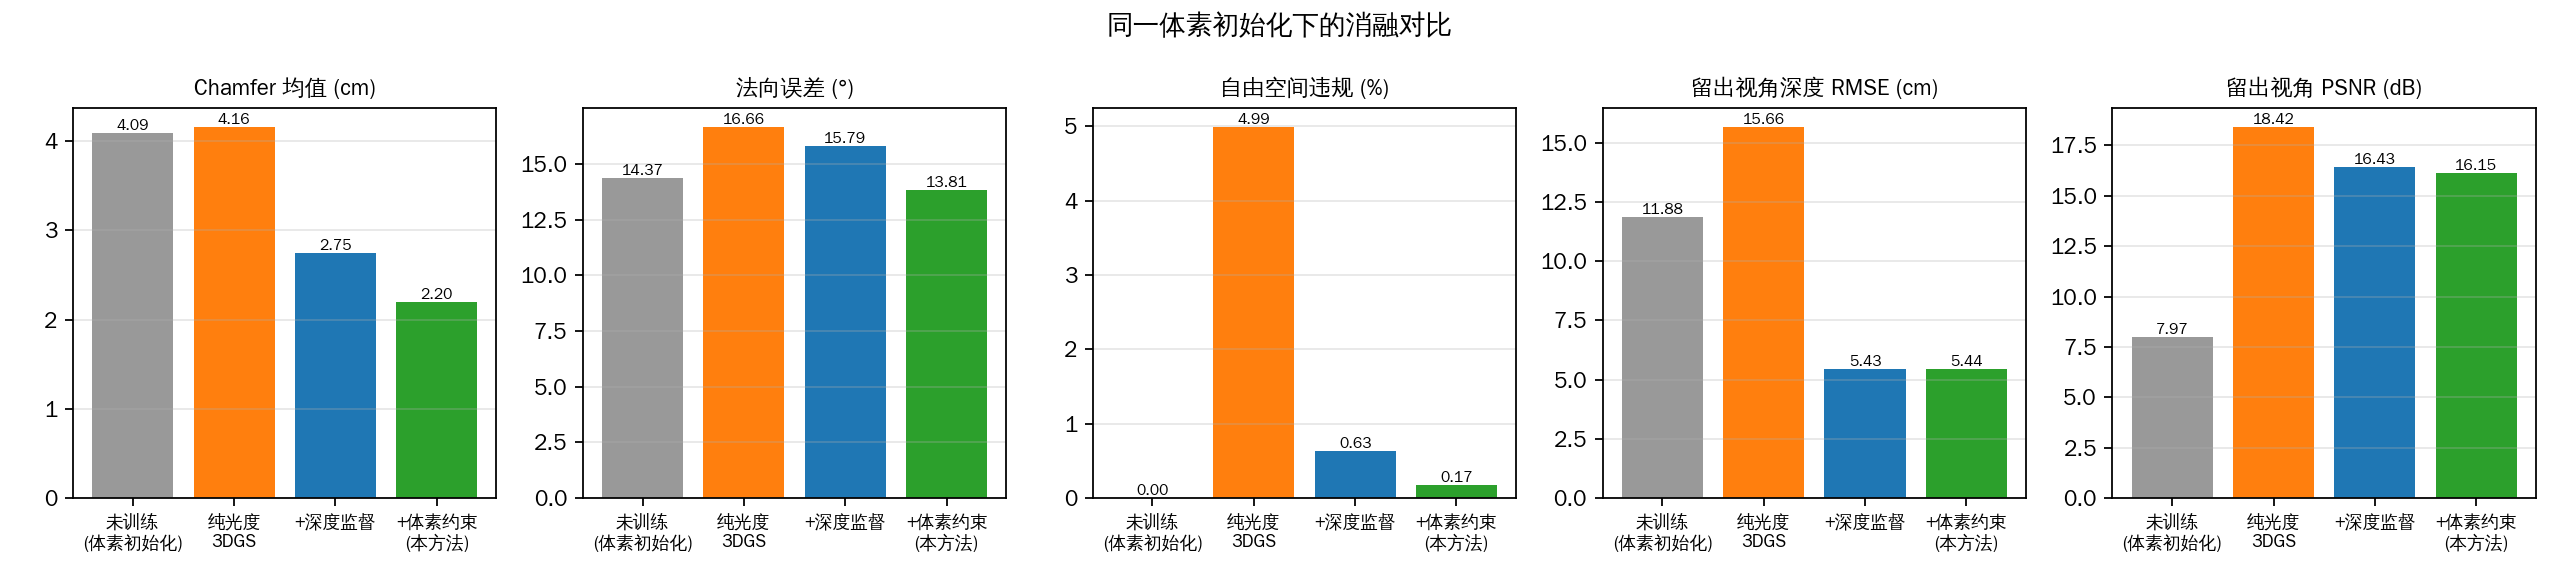 同一体素初始化下的消融对比
Chamfer 均值 (cm)
4
3
2
1
0
4.09
4.16
2.75
2.20
未训练
(体素初始化)
纯光度
3DGS
+深度监督
+体素约束
(本方法)
法向误差 (°)
15.0
12.5
10.0
7.5
5.0
2.5
0.0
14.37
16.66
15.79
13.81
未训练
(体素初始化)
纯光度
3DGS
+深度监督
+体素约束
(本方法)
自由空间违规 (%)
5
4
3
2
1
0
0.00
4.99
0.63
0.17
未训练
(体素初始化)
纯光度
3DGS
+深度监督
+体素约束
(本方法)
留出视角深度 RMSE (cm)
15.0
12.5
10.0
7.5
5.0
2.5
0.0
11.88
15.66
5.43
5.44
未训练
(体素初始化)
纯光度
3DGS
+深度监督
+体素约束
(本方法)
留出视角 PSNR (dB)
17.5
15.0
12.5
10.0
7.5
5.0
2.5
0.0
7.97
18.42
16.43
16.15
未训练
(体素初始化)
纯光度
3DGS
+深度监督
+体素约束
(本方法)